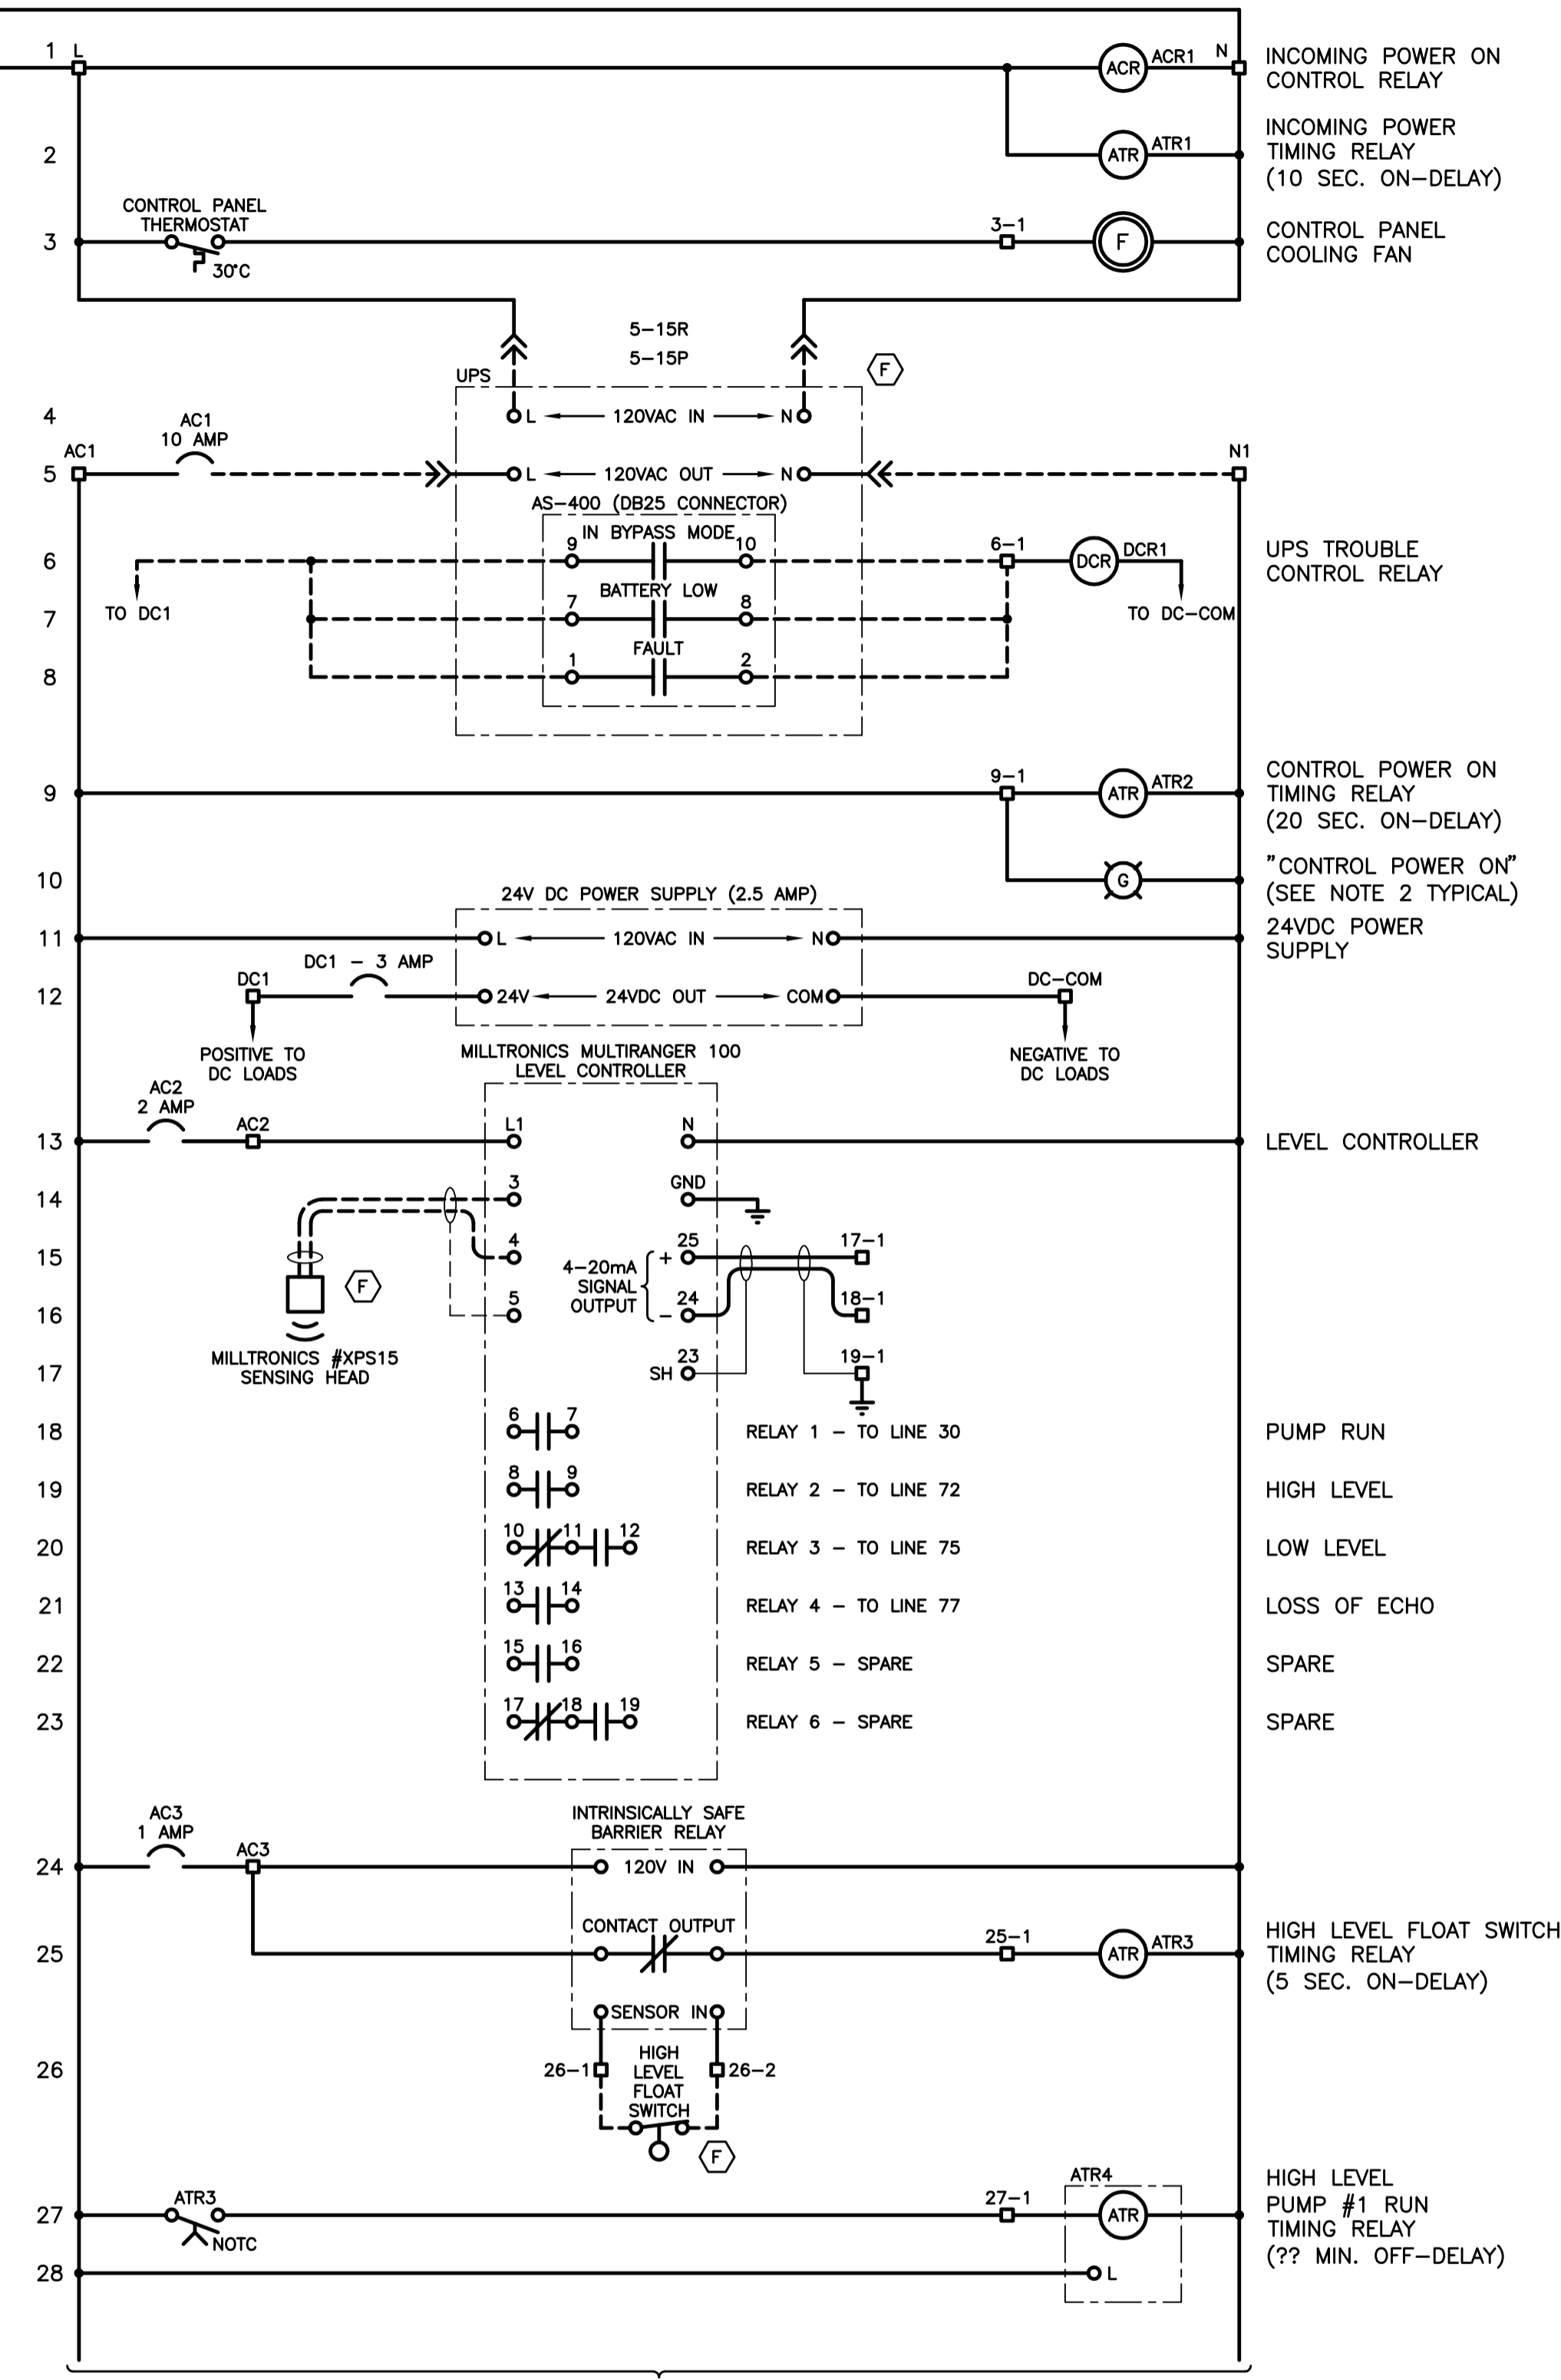 1 L ACR ACR1 N INCOMING POWER ON
CONTROL RELAY
2 ATR ATR1 INCOMING POWER
TIMING RELAY
(10 SEC. ON-DELAY)
CONTROL PANEL
THERMOSTAT
3 30°C 3-1 F CONTROL PANEL
COOLING FAN
5-15R
5-15P
F
UPS
4 L 120VAC IN N
AC1
10 AMP
5 AC1 L 120VAC OUT N N1
AS-400 (DB25 CONNECTOR)
IN BYPASS MODE
6 9 10 6-1 DCR DCR1 UPS TROUBLE
CONTROL RELAY
TO DC1 TO DC-COM
BATTERY LOW
7 7 8
FAULT
8 1 2
9 9-1 ATR ATR2 CONTROL POWER ON
TIMING RELAY
(20 SEC. ON-DELAY)
10 G "CONTROL POWER ON"
(SEE NOTE 2 TYPICAL)
24V DC POWER SUPPLY (2.5 AMP)
11 L 120VAC IN N 24VDC POWER
SUPPLY
DC1 - 3 AMP
12 DC1 24V 24VDC OUT COM DC-COM
POSITIVE TO
DC LOADS
NEGATIVE TO
DC LOADS
MILLTRONICS MULTIRANGER 100
LEVEL CONTROLLER
AC2
2 AMP
13 AC2 L1 N LEVEL CONTROLLER
14 3 GND
15 4 25 + 17-1
4-20mA
SIGNAL
OUTPUT
F
16 5 24 - 18-1
MILLTRONICS #XPS15
SENSING HEAD
17 SH 23 19-1
18 6 7 RELAY 1 - TO LINE 30 PUMP RUN
19 8 9 RELAY 2 - TO LINE 72 HIGH LEVEL
20 10 11 12 RELAY 3 - TO LINE 75 LOW LEVEL
21 13 14 RELAY 4 - TO LINE 77 LOSS OF ECHO
22 15 16 RELAY 5 - SPARE SPARE
23 17 18 19 RELAY 6 - SPARE SPARE
INTRINSICALLY SAFE
BARRIER RELAY
AC3
1 AMP
24 AC3 120V IN
CONTACT OUTPUT
25 25-1 ATR ATR3 HIGH LEVEL FLOAT SWITCH
TIMING RELAY
(5 SEC. ON-DELAY)
SENSOR IN
26 26-1 26-2
HIGH
LEVEL
FLOAT
SWITCH
F
27 ATR3 NOTC 27-1 ATR4 ATR HIGH LEVEL
PUMP #1 RUN
TIMING RELAY
(?? MIN. OFF-DELAY)
28 L